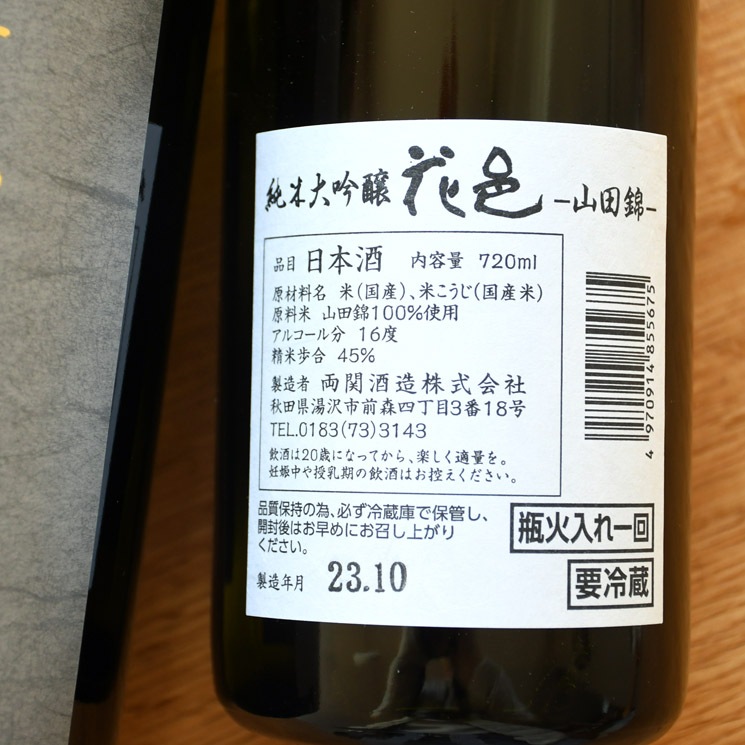 純米大吟醸 花邑 −山田錦−
品目 日本酒 内容量 720ml
原材料名 米(国産)、米こうじ(国産米)
原料米 山田錦100%使用
アルコール分 16度
精米歩合 45%
製造者 両関酒造株式会社
秋田県湯沢市前森四丁目3番18号
TEL.0183(73)3143
飲酒は20歳になってから、楽しく適量を。
妊娠中や授乳期の飲酒はお控えください。
4 970914 855675
品質保持の為、必ず冷蔵庫で保管し、
開封後はお早めにお召し上がり
ください。
瓶火入れ一回
要冷蔵
製造年月 23.10